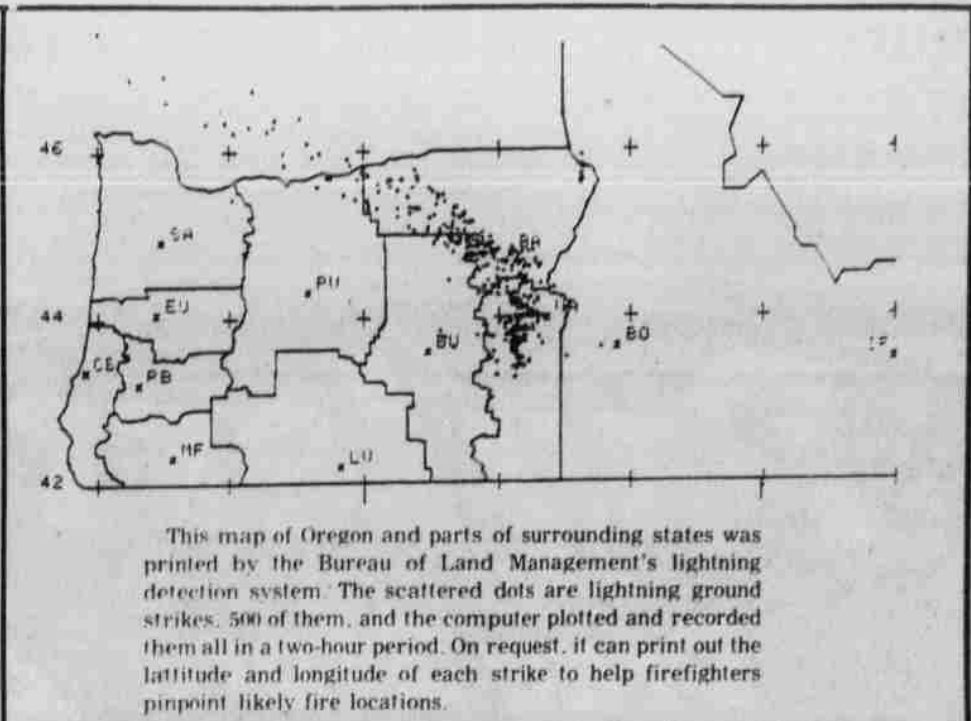 46
SA
BA
PU
44
EU
BU
BO
CB
RB
MF
LU
42
This map of Oregon and parts of surrounding states was
printed by the Bureau of Land Management's lightning
detection system. The scattered dots are lightning ground
strikes, 500 of them, and the computer plotted and recorded
them all in a two-hour period. On request, it can print out the
lattitude and longitude of each strike to help firefighters
pinpoint likely fire locations.